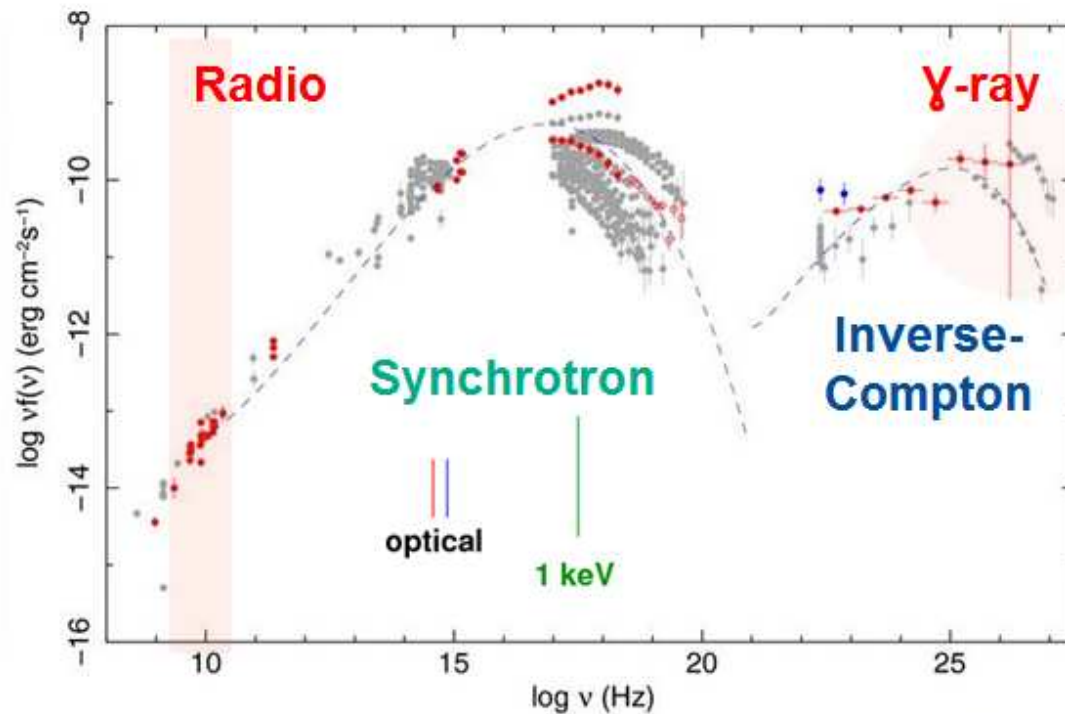 Radio
Ɣ-ray
Synchrotron
Inverse-
Compton
optical
1 keV
log νf(ν) (erg cm⁻²s⁻¹)
−8
−10
−12
−14
−16
10
15
20
25
log ν (Hz)